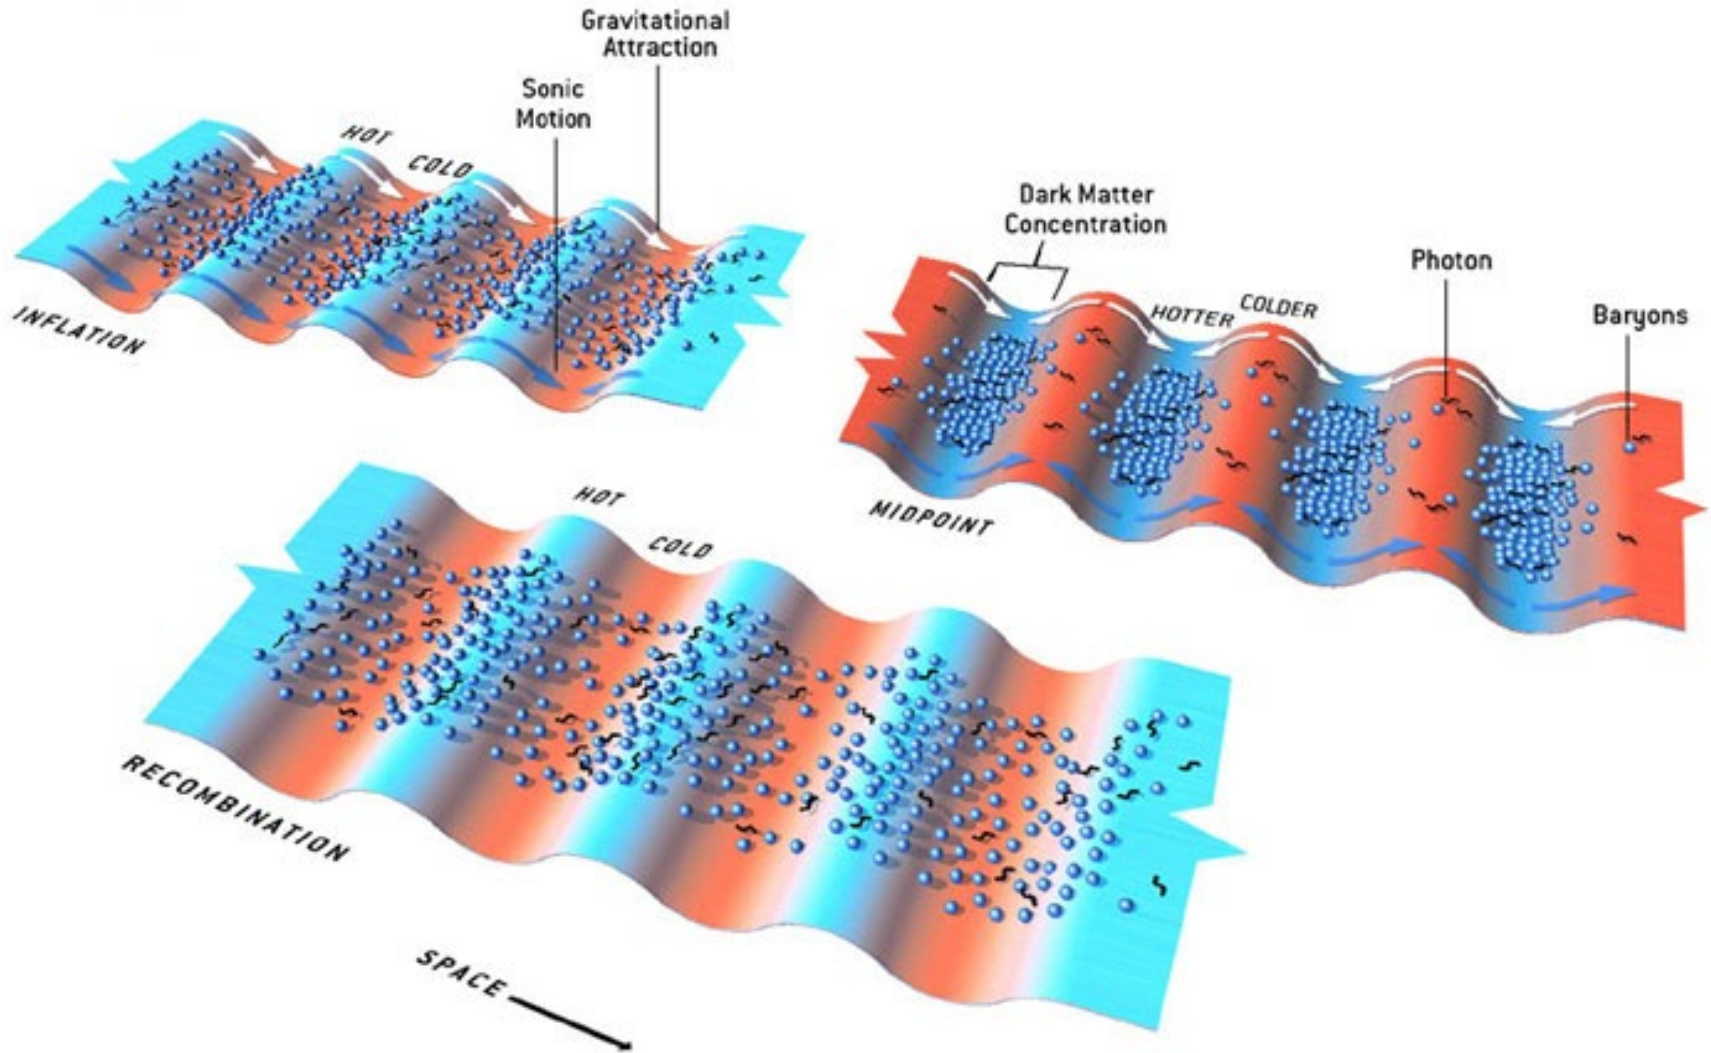 Gravitational
Attraction
Sonic
Motion
HOT
COLD
INFLATION
Dark Matter
Concentration
Photon
Baryons
HOTTER
COLDER
MIDPOINT
HOT
COLD
RECOMBINATION
SPACE